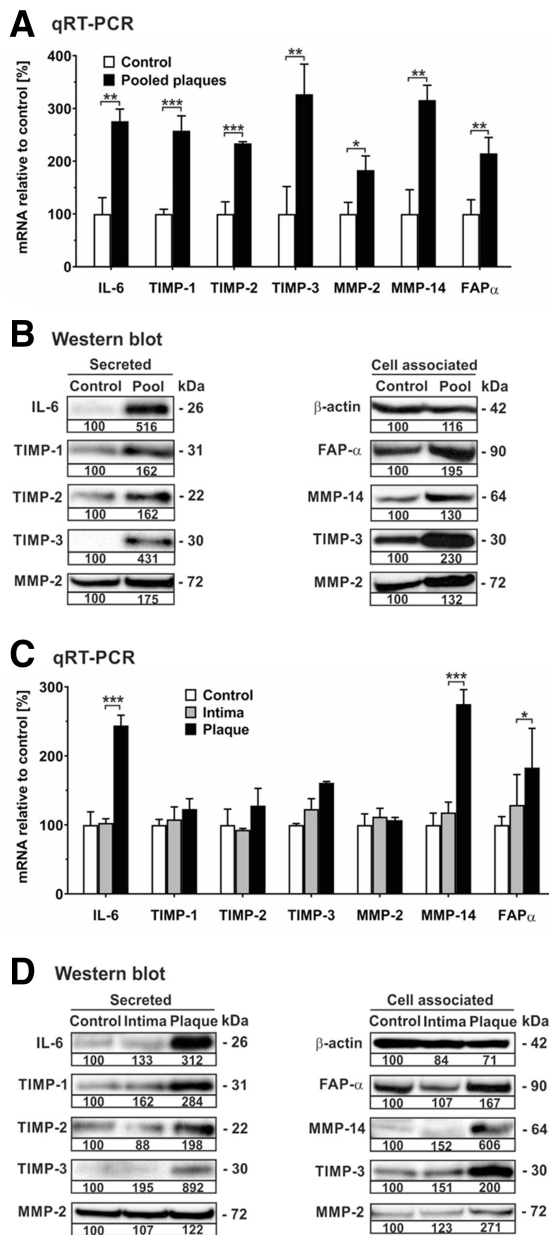 A qRT-PCR
mRNA relative to control [%]
400
300
200
100
0
Control
Pooled plaques
** *** *** ** * ** **
IL-6 TIMP-1 TIMP-2 TIMP-3 MMP-2 MMP-14 FAPα
B Western blot
Secreted
Control Pool kDa
IL-6 - 26
100 516
TIMP-1 - 31
100 162
TIMP-2 - 22
100 162
TIMP-3 - 30
100 431
MMP-2 - 72
100 175
Cell associated
Control Pool kDa
β-actin - 42
100 116
FAP-α - 90
100 195
MMP-14 - 64
100 130
TIMP-3 - 30
100 230
MMP-2 - 72
100 132
C qRT-PCR
mRNA relative to control [%]
300
200
100
0
Control
Intima
Plaque
*** *** *
IL-6 TIMP-1 TIMP-2 TIMP-3 MMP-2 MMP-14 FAPα
D Western blot
Secreted
Control Intima Plaque kDa
IL-6 - 26
100 133 312
TIMP-1 - 31
100 162 284
TIMP-2 - 22
100 88 198
TIMP-3 - 30
100 195 892
MMP-2 - 72
100 107 122
Cell associated
Control Intima Plaque kDa
β-actin - 42
100 84 71
FAP-α - 90
100 107 167
MMP-14 - 64
100 152 606
TIMP-3 - 30
100 151 200
MMP-2 - 72
100 123 271